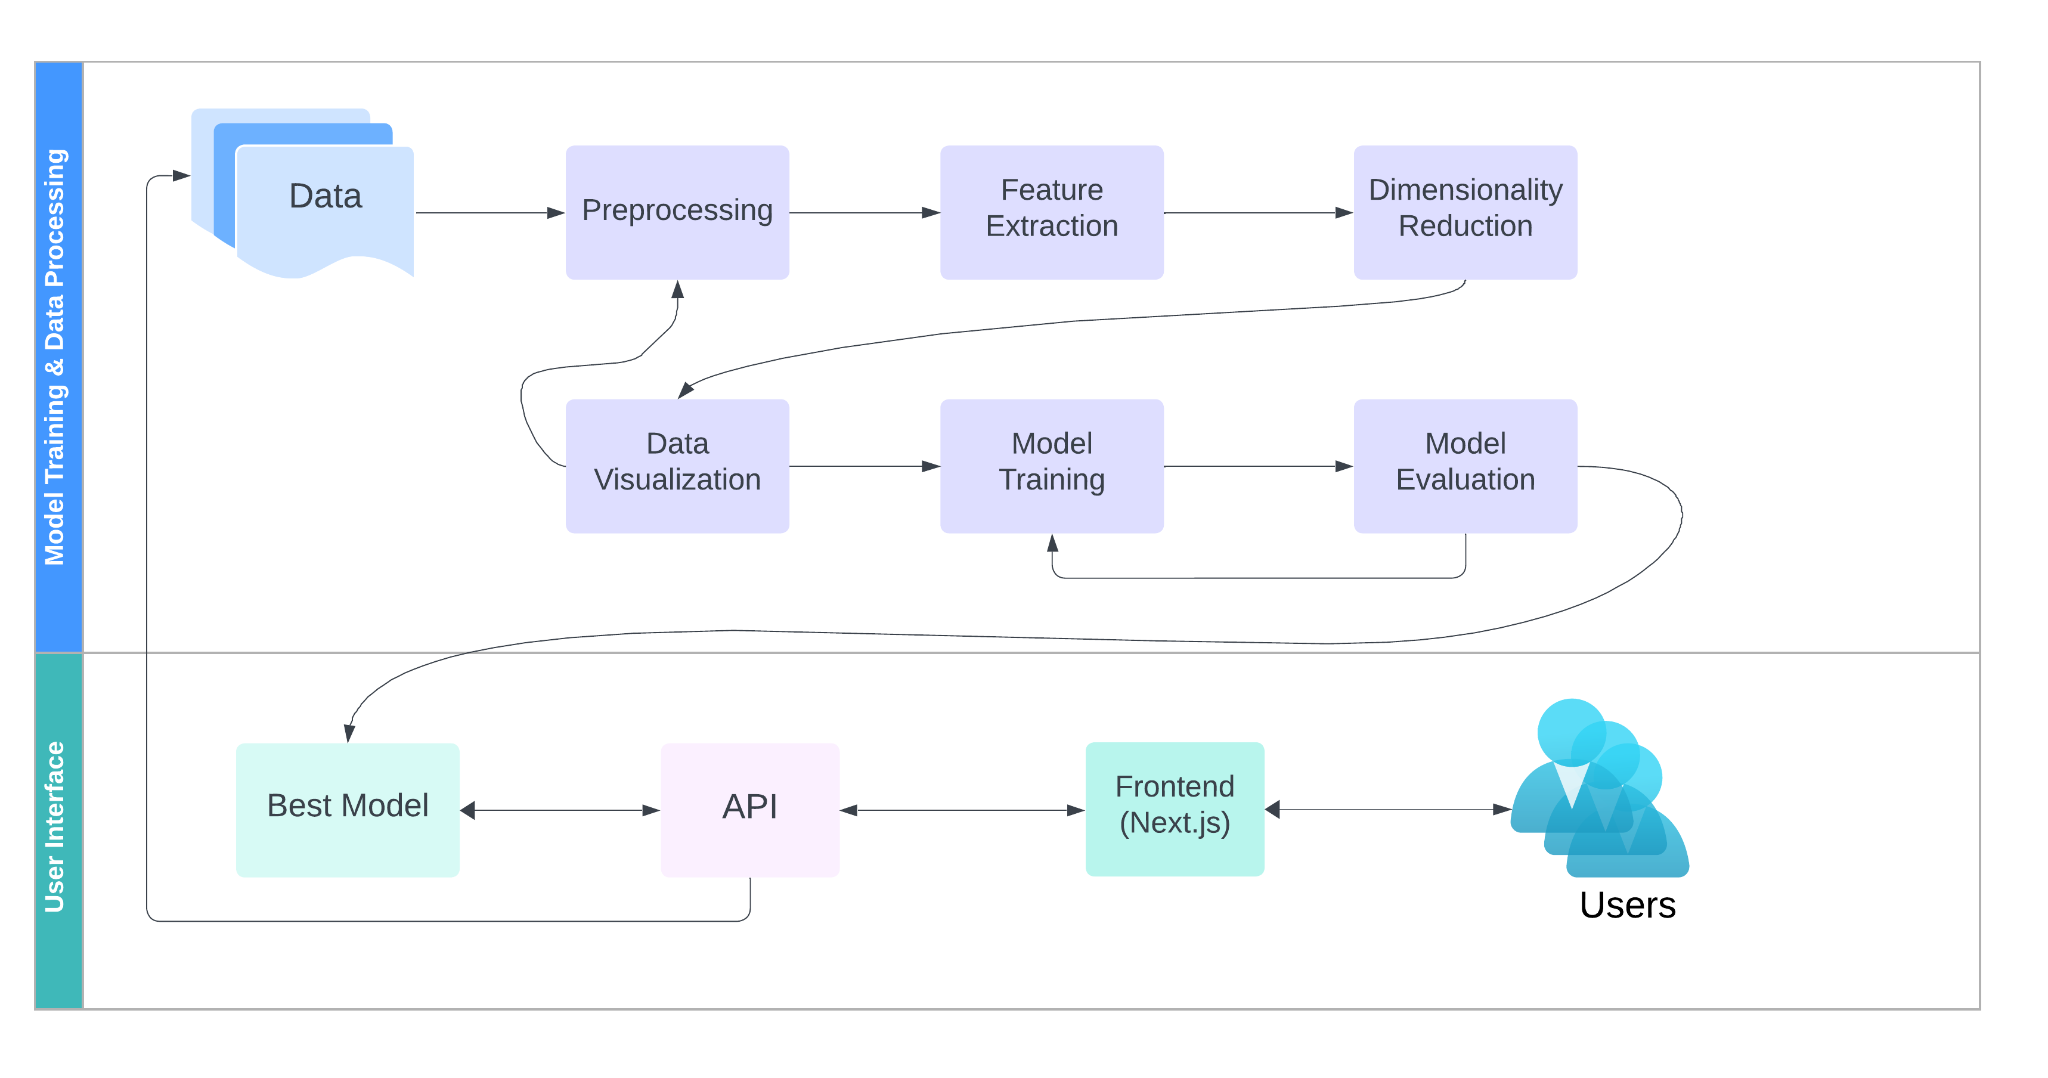 Model Training & Data Processing
Data
Preprocessing
Feature
Extraction
Dimensionality
Reduction
Data
Visualization
Model
Training
Model
Evaluation
User Interface
Best Model
API
Frontend
(Next.js)
Users